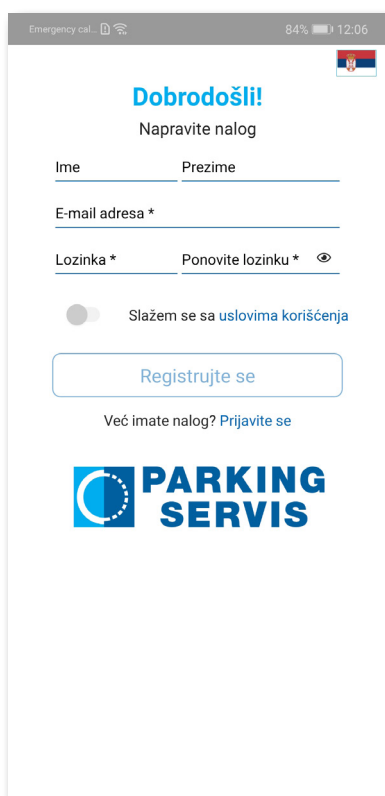 Emergency cal... 84% 12:06
Dobrodošli!
Napravite nalog
Ime Prezime
E-mail adresa *
Lozinka * Ponovite lozinku *
Slažem se sa uslovima korišćenja
Registrujte se
Već imate nalog? Prijavite se
PARKING
SERVIS